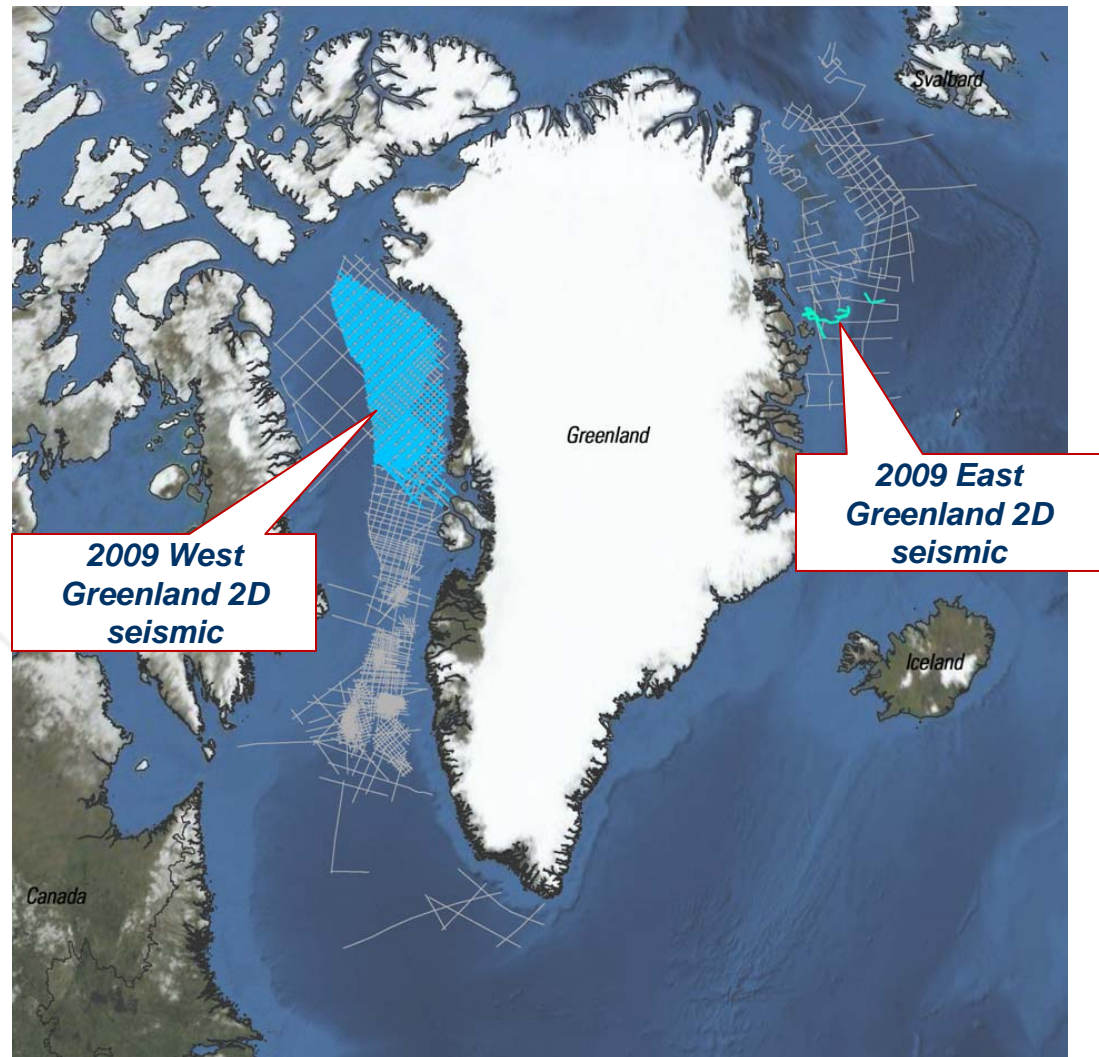 Svalbard
Greenland
2009 East
Greenland 2D
seismic
2009 West
Greenland 2D
seismic
Iceland
Canada